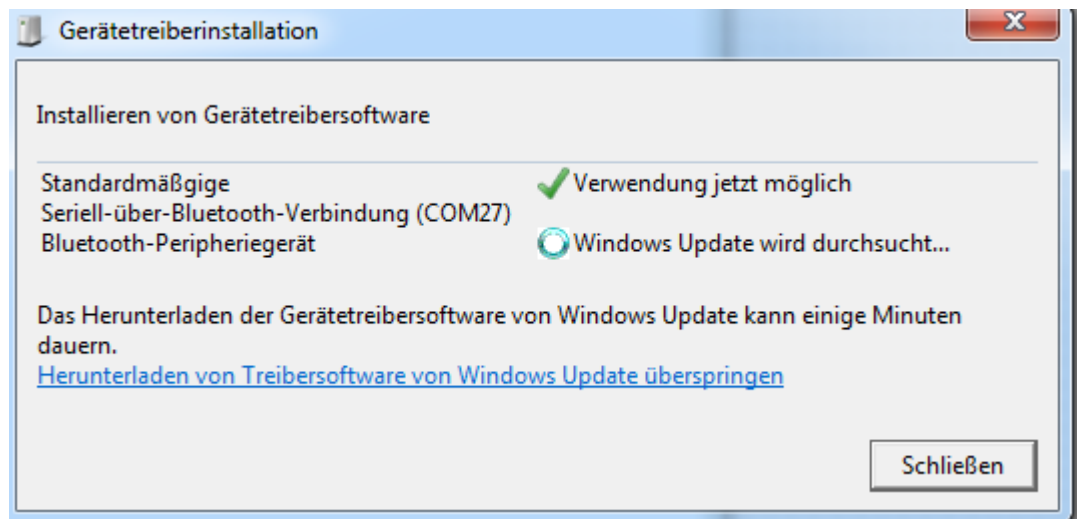 Gerätetreiberinstallation
Installieren von Gerätetreibersoftware
Standardmäßgige
Seriell-über-Bluetooth-Verbindung (COM27)
Verwendung jetzt möglich
Bluetooth-Peripheriegerät
Windows Update wird durchsucht...
Das Herunterladen der Gerätetreibersoftware von Windows Update kann einige Minuten
dauern.
Herunterladen von Treibersoftware von Windows Update überspringen
Schließen